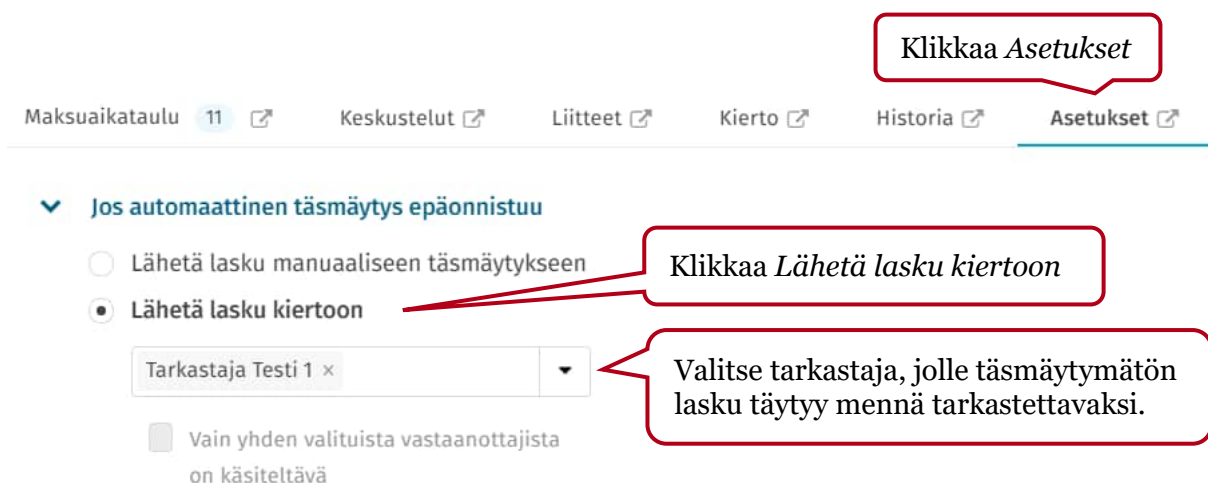 Klikkaa Asetukset
Maksuaikataulu 11 Keskustelut Liitteet Kierto Historia Asetukset
Jos automaattinen täsmäytys epäonnistuu
Lähetä lasku manuaaliseen täsmäytykseen
Klikkaa Lähetä lasku kiertoon
Lähetä lasku kiertoon
Tarkastaja Testi 1 ×
Valitse tarkastaja, jolle täsmäytymätön
lasku täytyy mennä tarkastettavaksi.
Vain yhden valituista vastaanottajista
on käsiteltävä